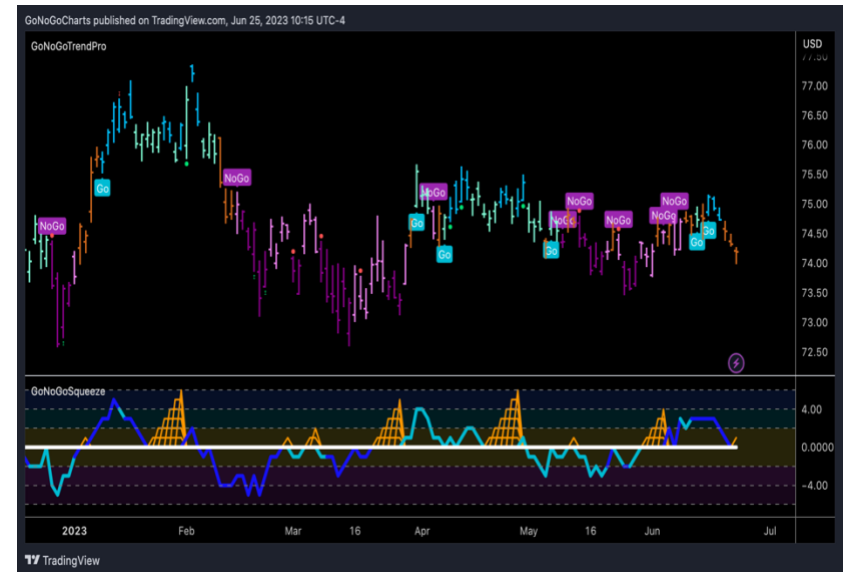 GoNoGoCharts published on TradingView.com, Jun 25, 2023 10:15 UTC-4
GoNoGoTrendPro
USD
77.50
77.00
76.50
76.00
75.50
75.00
74.50
74.00
73.50
73.00
72.50
NoGo
Go
NoGo
NoGo
Go
Go
NoGo
NoGo
Go
NoGo
NoGo
NoGo
Go
Go
GoNoGoSqueeze
4.00
0.0000
-4.00
2023
Feb
Mar
16
Apr
May
16
Jun
Jul
TradingView